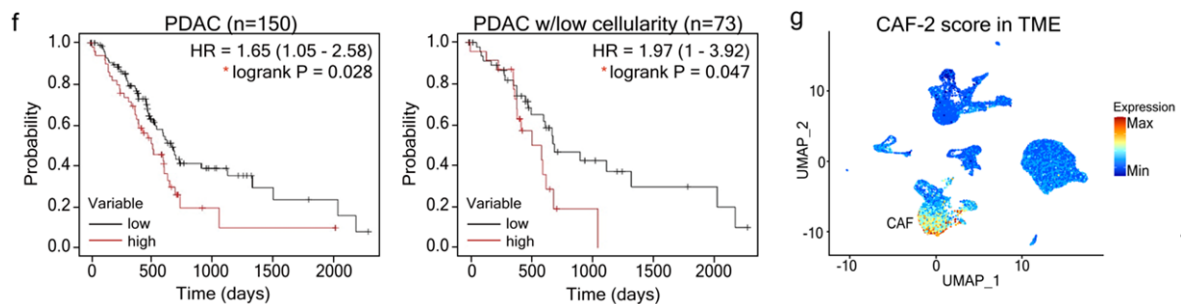 f
PDAC (n=150)
HR = 1.65 (1.05 - 2.58)
* logrank P = 0.028
Probability
1.0
0.8
0.6
0.4
0.2
0.0
Variable
low
high
0 500 1000 1500 2000
Time (days)
PDAC w/low cellularity (n=73)
HR = 1.97 (1 - 3.92)
* logrank P = 0.047
Probability
1.0
0.8
0.6
0.4
0.2
0.0
Variable
low
high
0 500 1000 1500 2000
Time (days)
g
CAF-2 score in TME
UMAP_2
10
0
-10
CAF
-10 0 10
UMAP_1
Expression
Max
Min